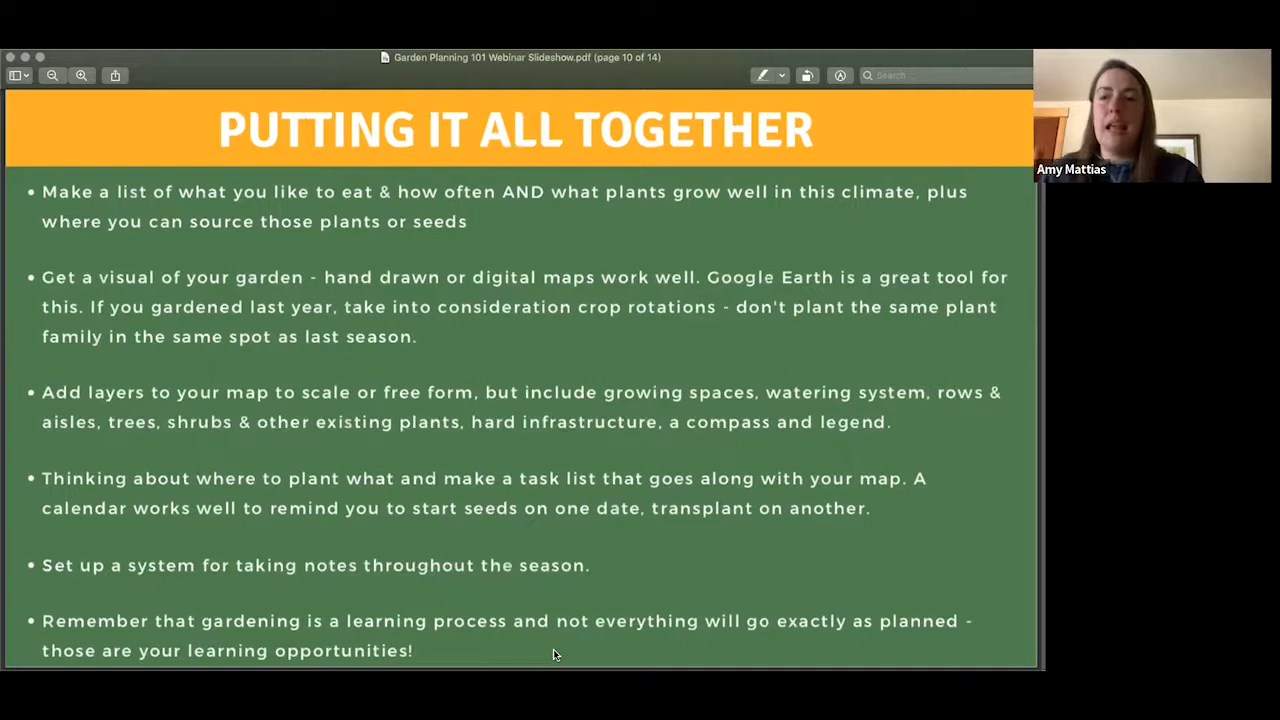 Garden Planning 101 Webinar Slideshow.pdf (page 10 of 14)
Search
PUTTING IT ALL TOGETHER
Amy Mattias
• Make a list of what you like to eat & how often AND what plants grow well in this climate, plus
where you can source those plants or seeds
• Get a visual of your garden - hand drawn or digital maps work well. Google Earth is a great tool for
this. If you gardened last year, take into consideration crop rotations - don't plant the same plant
family in the same spot as last season.
• Add layers to your map to scale or free form, but include growing spaces, watering system, rows &
aisles, trees, shrubs & other existing plants, hard infrastructure, a compass and legend.
• Thinking about where to plant what and make a task list that goes along with your map. A
calendar works well to remind you to start seeds on one date, transplant on another.
• Set up a system for taking notes throughout the season.
• Remember that gardening is a learning process and not everything will go exactly as planned -
those are your learning opportunities!